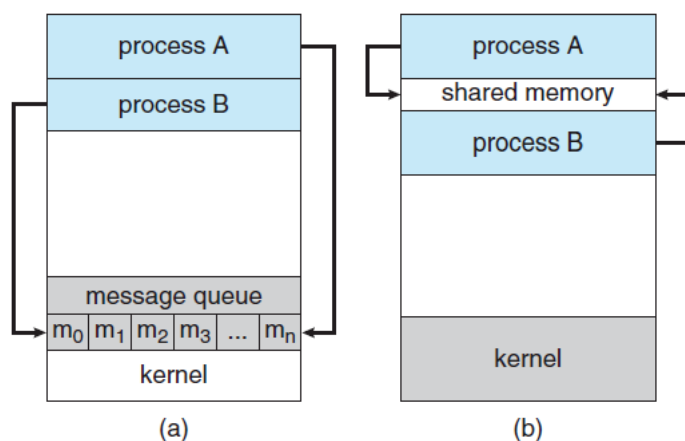 process A
process B
message queue
m0 m1 m2 m3 ... mn
kernel
(a)
process A
shared memory
process B
kernel
(b)